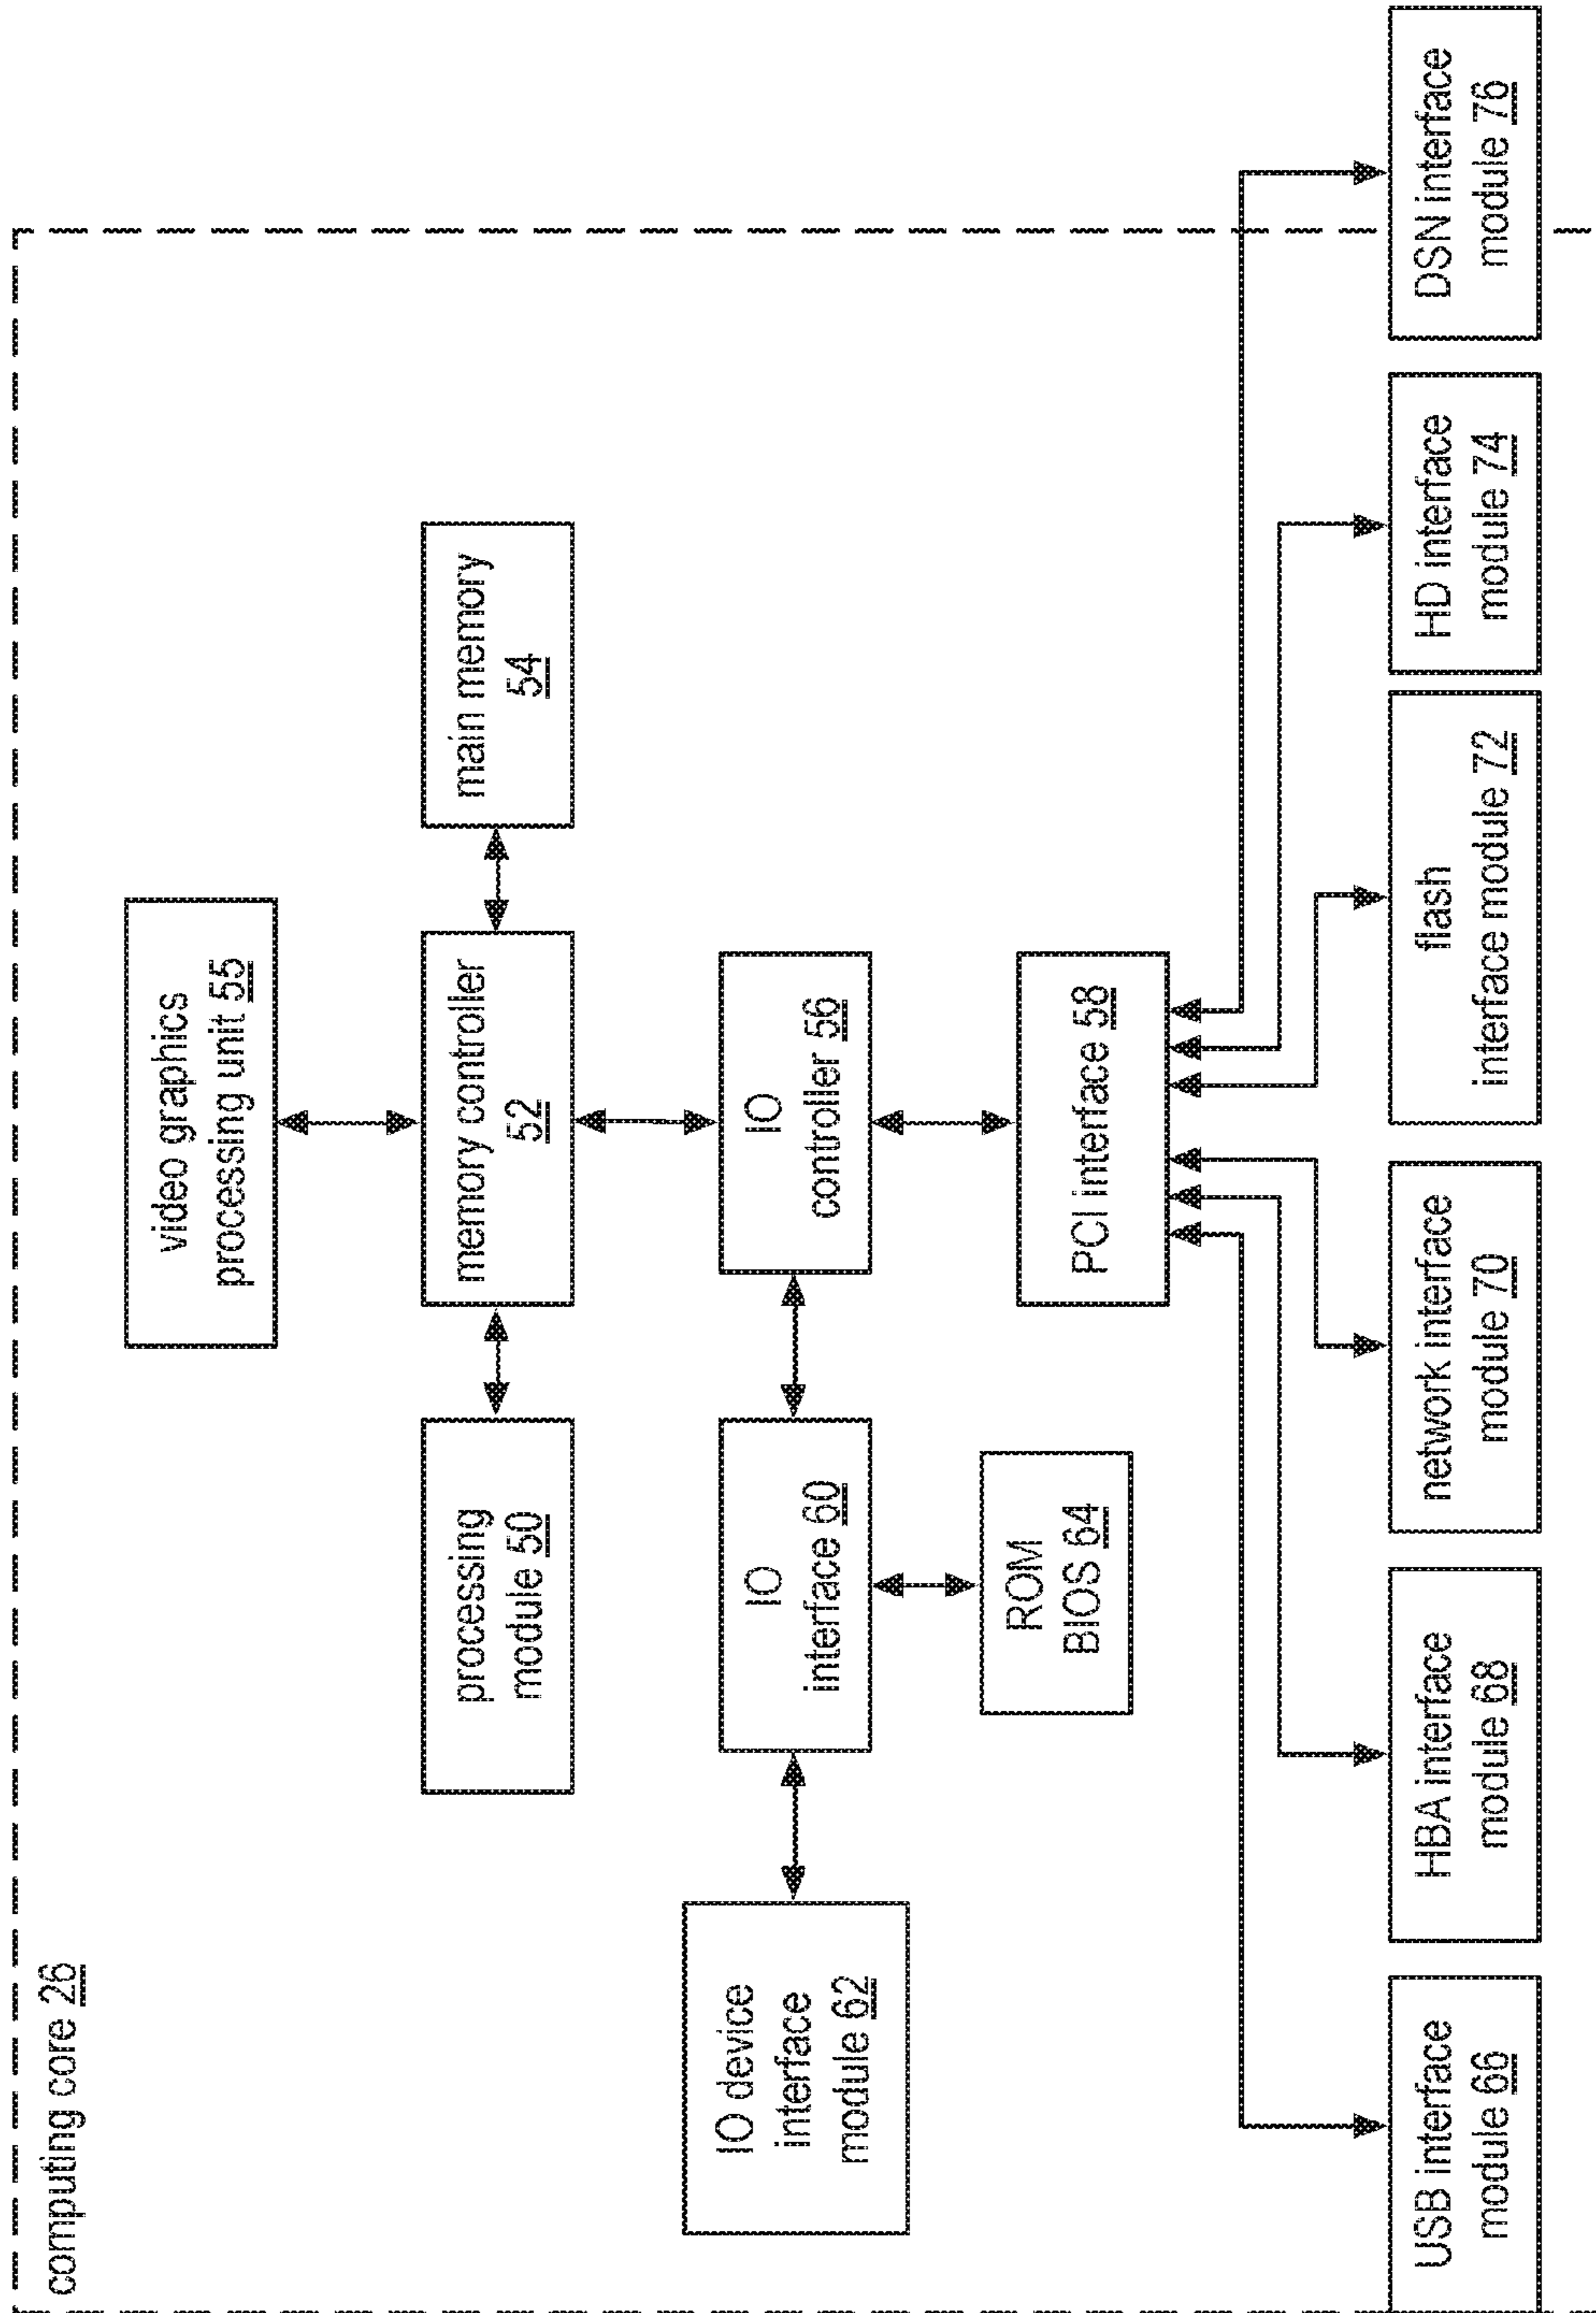 computing core 26
video graphics
processing unit 55
processing
module 50
memory controller
52
main memory
54
IO device
interface
module 62
IO
interface 60
IO
controller 56
ROM
BIOS 64
PCI interface 58
USB interface
module 66
HBA interface
module 68
network interface
module 70
flash
interface module 72
HD interface
module 74
DSN interface
module 76